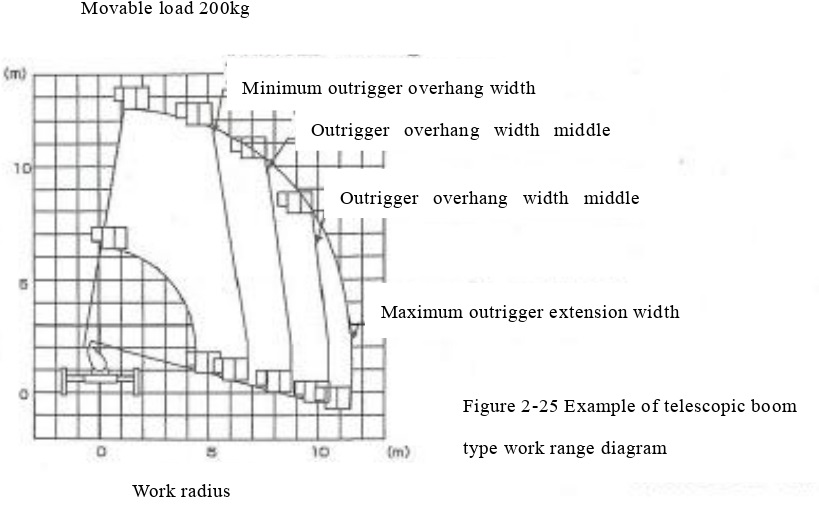 Movable load 200kg
(m)
Minimum outrigger overhang width
Outrigger overhang width middle
10
Outrigger overhang width middle
5
Maximum outrigger extension width
0
Figure 2-25 Example of telescopic boom
type work range diagram
0 5 10 (m)
Work radius